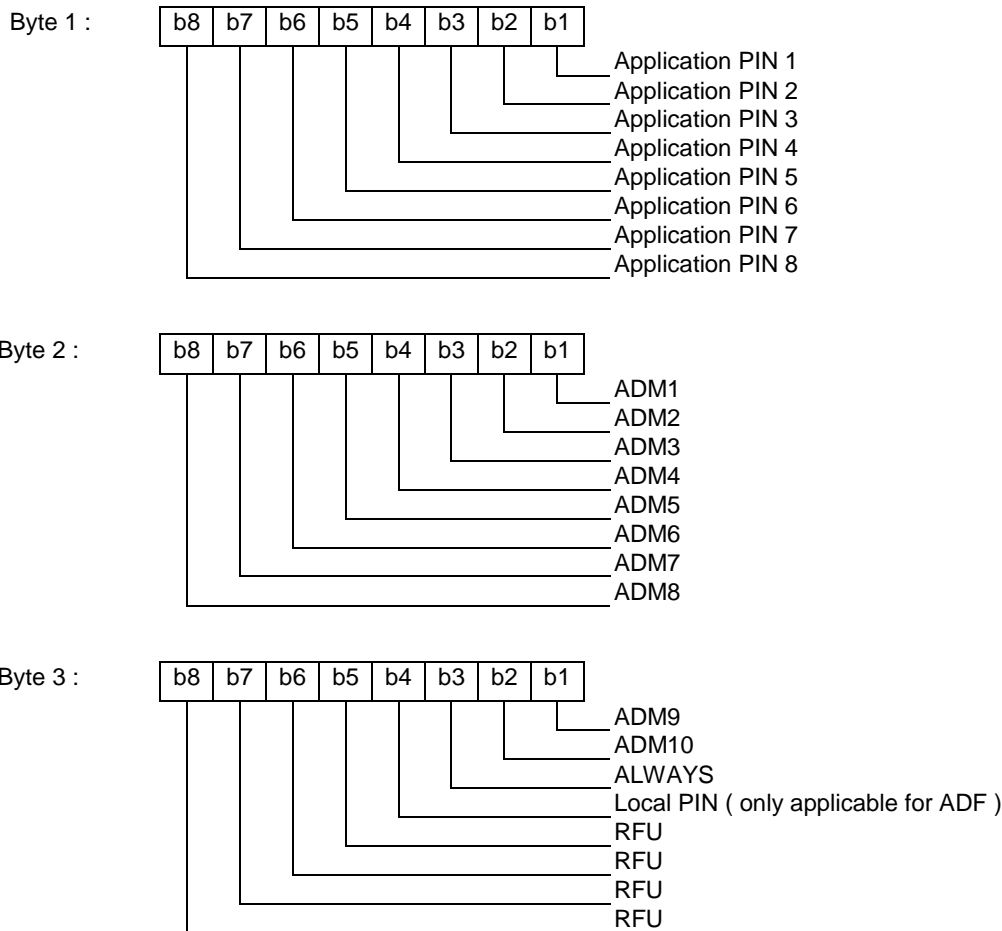 Byte 1 :
b8 b7 b6 b5 b4 b3 b2 b1
Application PIN 1
Application PIN 2
Application PIN 3
Application PIN 4
Application PIN 5
Application PIN 6
Application PIN 7
Application PIN 8
Byte 2 :
b8 b7 b6 b5 b4 b3 b2 b1
ADM1
ADM2
ADM3
ADM4
ADM5
ADM6
ADM7
ADM8
Byte 3 :
b8 b7 b6 b5 b4 b3 b2 b1
ADM9
ADM10
ALWAYS
Local PIN ( only applicable for ADF )
RFU
RFU
RFU
RFU